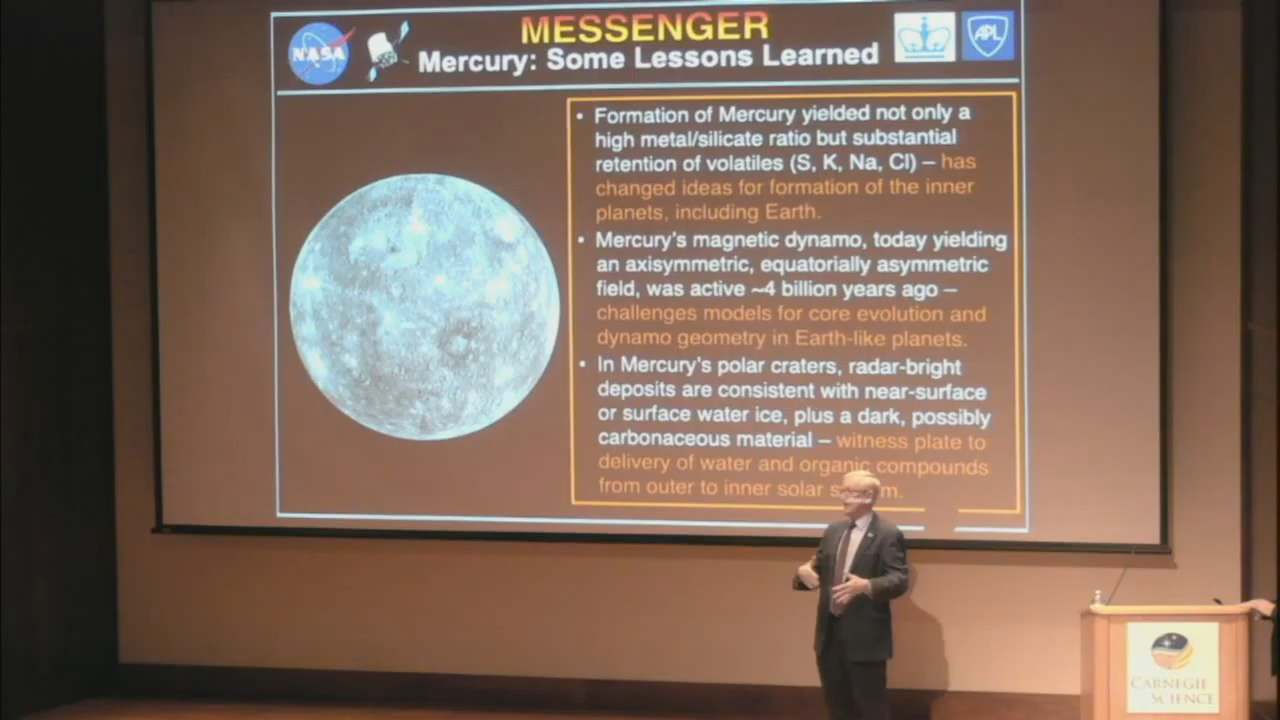 NASA
MESSENGER
Mercury: Some Lessons Learned
APL
• Formation of Mercury yielded not only a
high metal/silicate ratio but substantial
retention of volatiles (S, K, Na, Cl) – has
changed ideas for formation of the inner
planets, including Earth.
• Mercury's magnetic dynamo, today yielding
an axisymmetric, equatorially asymmetric
field, was active ~4 billion years ago –
challenges models for core evolution and
dynamo geometry in Earth-like planets.
• In Mercury's polar craters, radar-bright
deposits are consistent with near-surface
or surface water ice, plus a dark, possibly
carbonaceous material – witness plate to
delivery of water and organic compounds
from outer to inner solar
CARNEGIE
SCIENCE